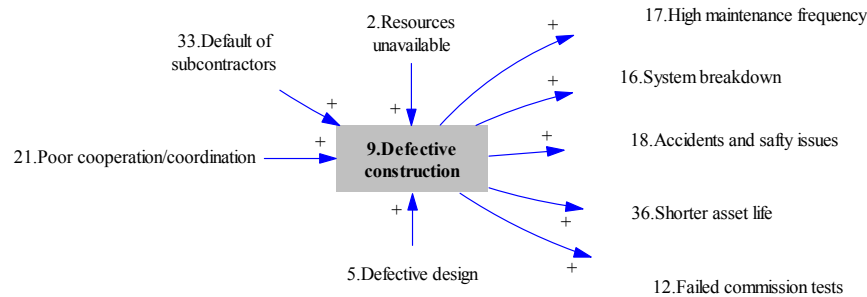 17.High maintenance frequency
2.Resources
unavailable
33.Default of
subcontractors
+
+
16.System breakdown
+
+
+
18.Accidents and safty issues
21.Poor cooperation/coordination
+
9.Defective
construction
+
+
36.Shorter asset life
+
+
5.Defective design
12.Failed commission tests